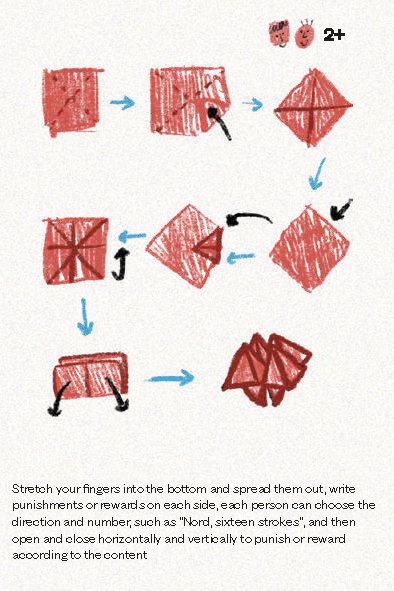 2+
Stretch your fingers into the bottom and spread them out, write
punishments or rewards on each side, each person can choose the
direction and number, such as "Nord, sixteen strokes", and then
open and close horizontally and vertically to punish or reward
according to the content